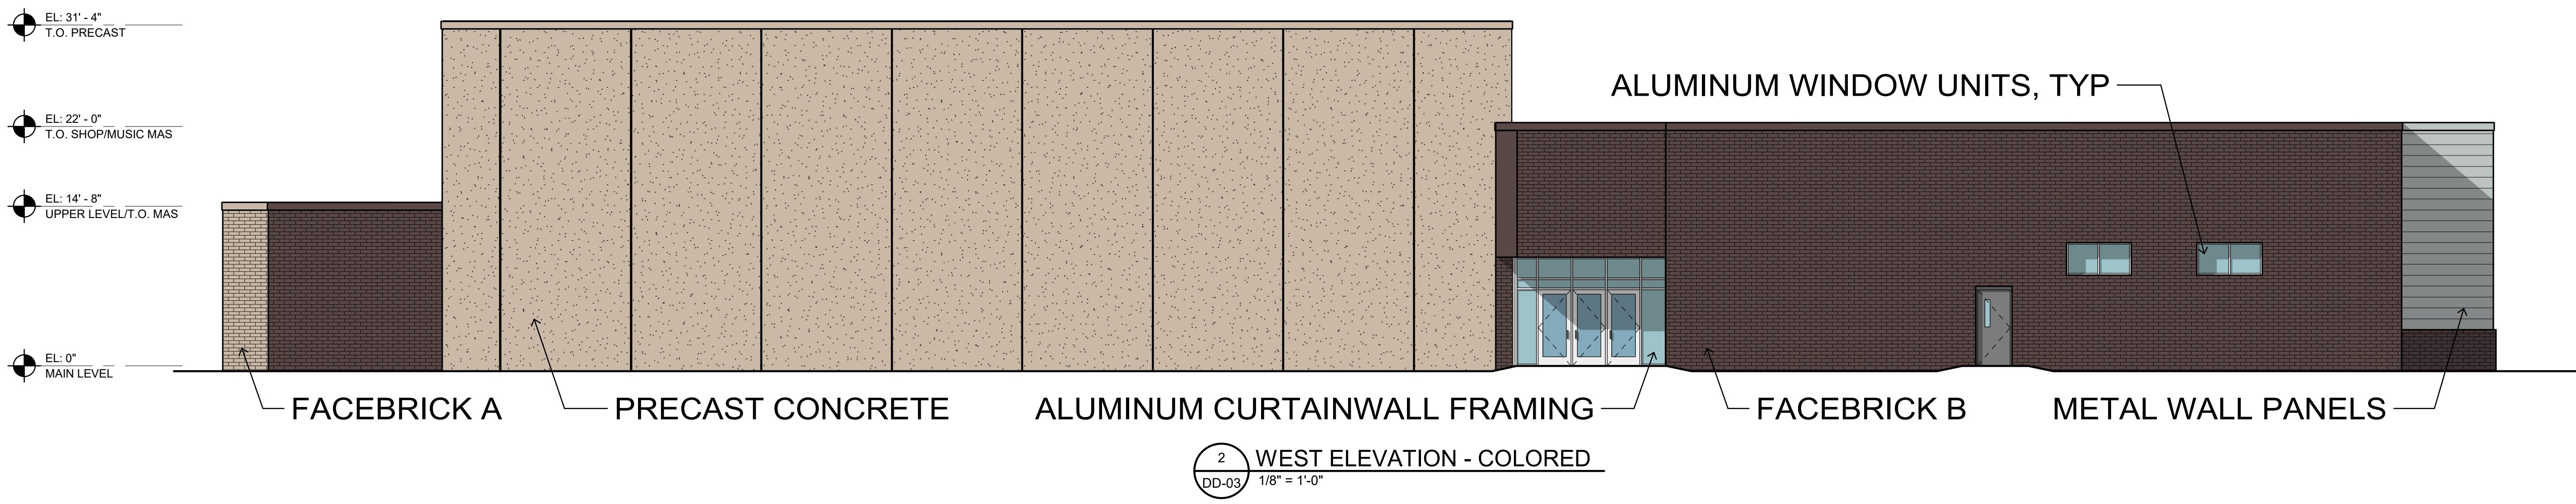 EL: 31' - 4"
T.O. PRECAST
EL: 22' - 0"
T.O. SHOP/MUSIC MAS
EL: 14' - 8"
UPPER LEVEL/T.O. MAS
EL: 0"
MAIN LEVEL
ALUMINUM WINDOW UNITS, TYP
FACEBRICK A
PRECAST CONCRETE
ALUMINUM CURTAINWALL FRAMING
FACEBRICK B
METAL WALL PANELS
2
DD-03
WEST ELEVATION - COLORED
1/8" = 1'-0"